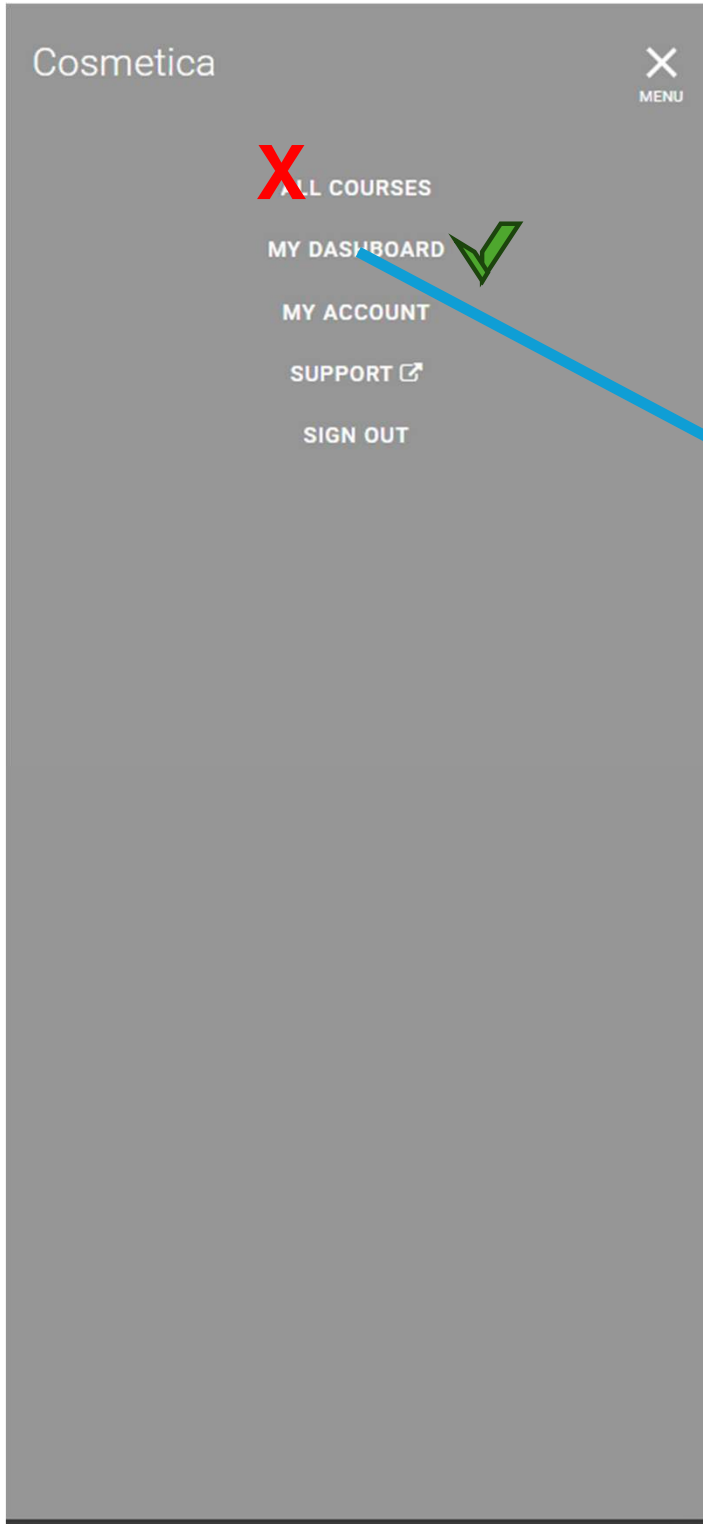 Cosmetica
MENU
X
ALL COURSES
MY DASHBOARD
MY ACCOUNT
SUPPORT
SIGN OUT